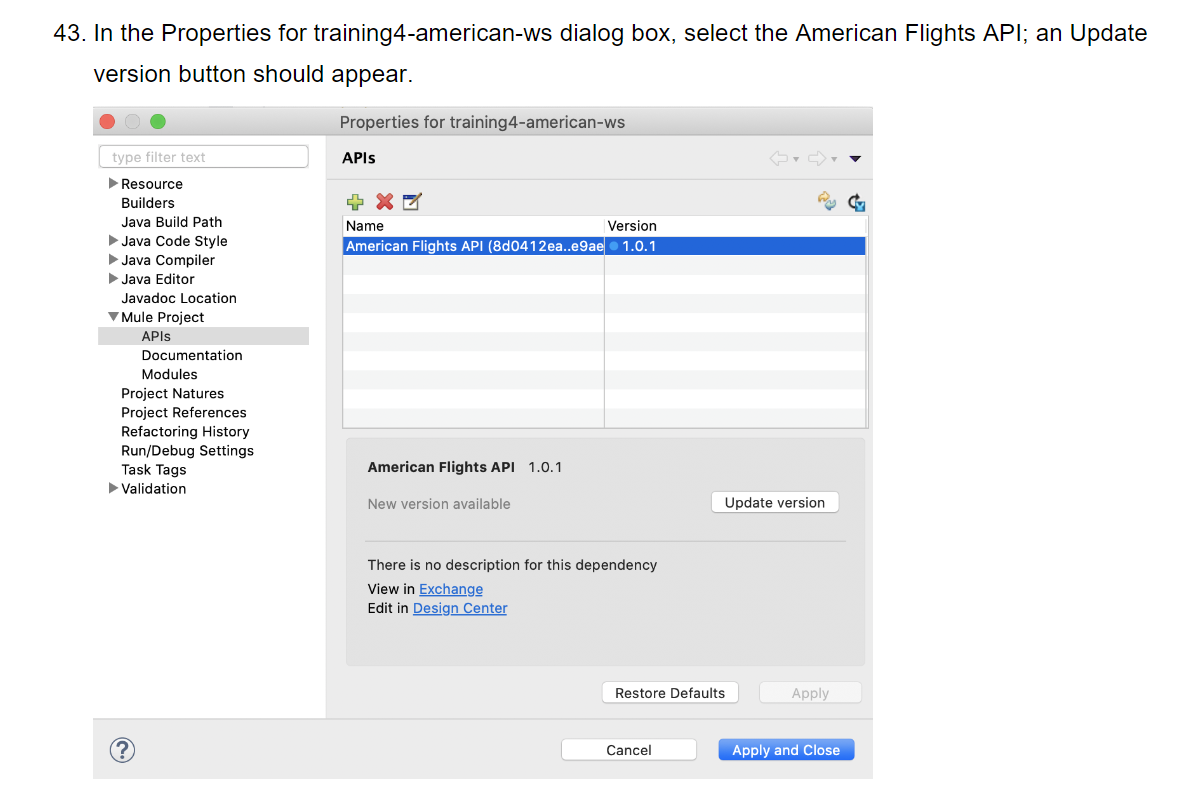 43. In the Properties for training4-american-ws dialog box, select the American Flights API; an Update
version button should appear.
Properties for training4-american-ws
type filter text
APIs
Resource
Builders
Java Build Path
Java Code Style
Java Compiler
Java Editor
Javadoc Location
Mule Project
APIs
Documentation
Modules
Project Natures
Project References
Refactoring History
Run/Debug Settings
Task Tags
Validation
Name Version
American Flights API (8d0412ea..e9ae 1.0.1
American Flights API 1.0.1
New version available Update version
There is no description for this dependency
View in Exchange
Edit in Design Center
Restore Defaults Apply
? Cancel Apply and Close